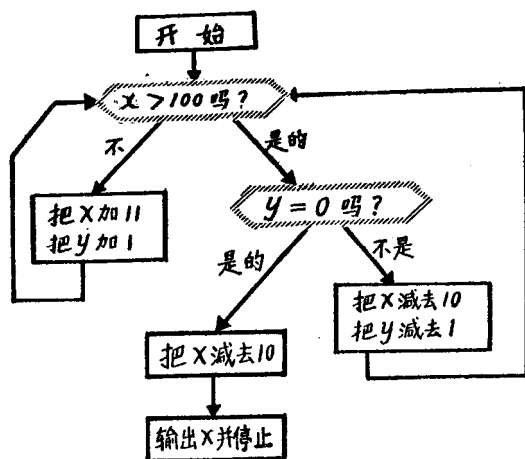 开始
x>100吗?
不
是的
把X加11
把y加1
y=0吗?
是的
不是
把X减去10
把y减去1
把X减去10
输出X并停止